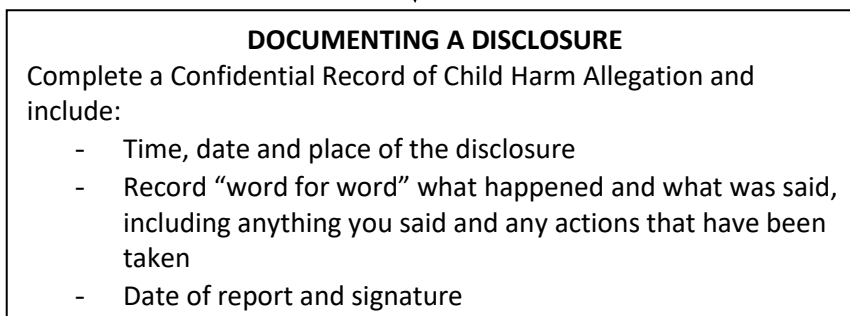 DOCUMENTING A DISCLOSURE
Complete a Confidential Record of Child Harm Allegation and
include:
- Time, date and place of the disclosure
- Record “word for word” what happened and what was said,
including anything you said and any actions that have been
taken
- Date of report and signature